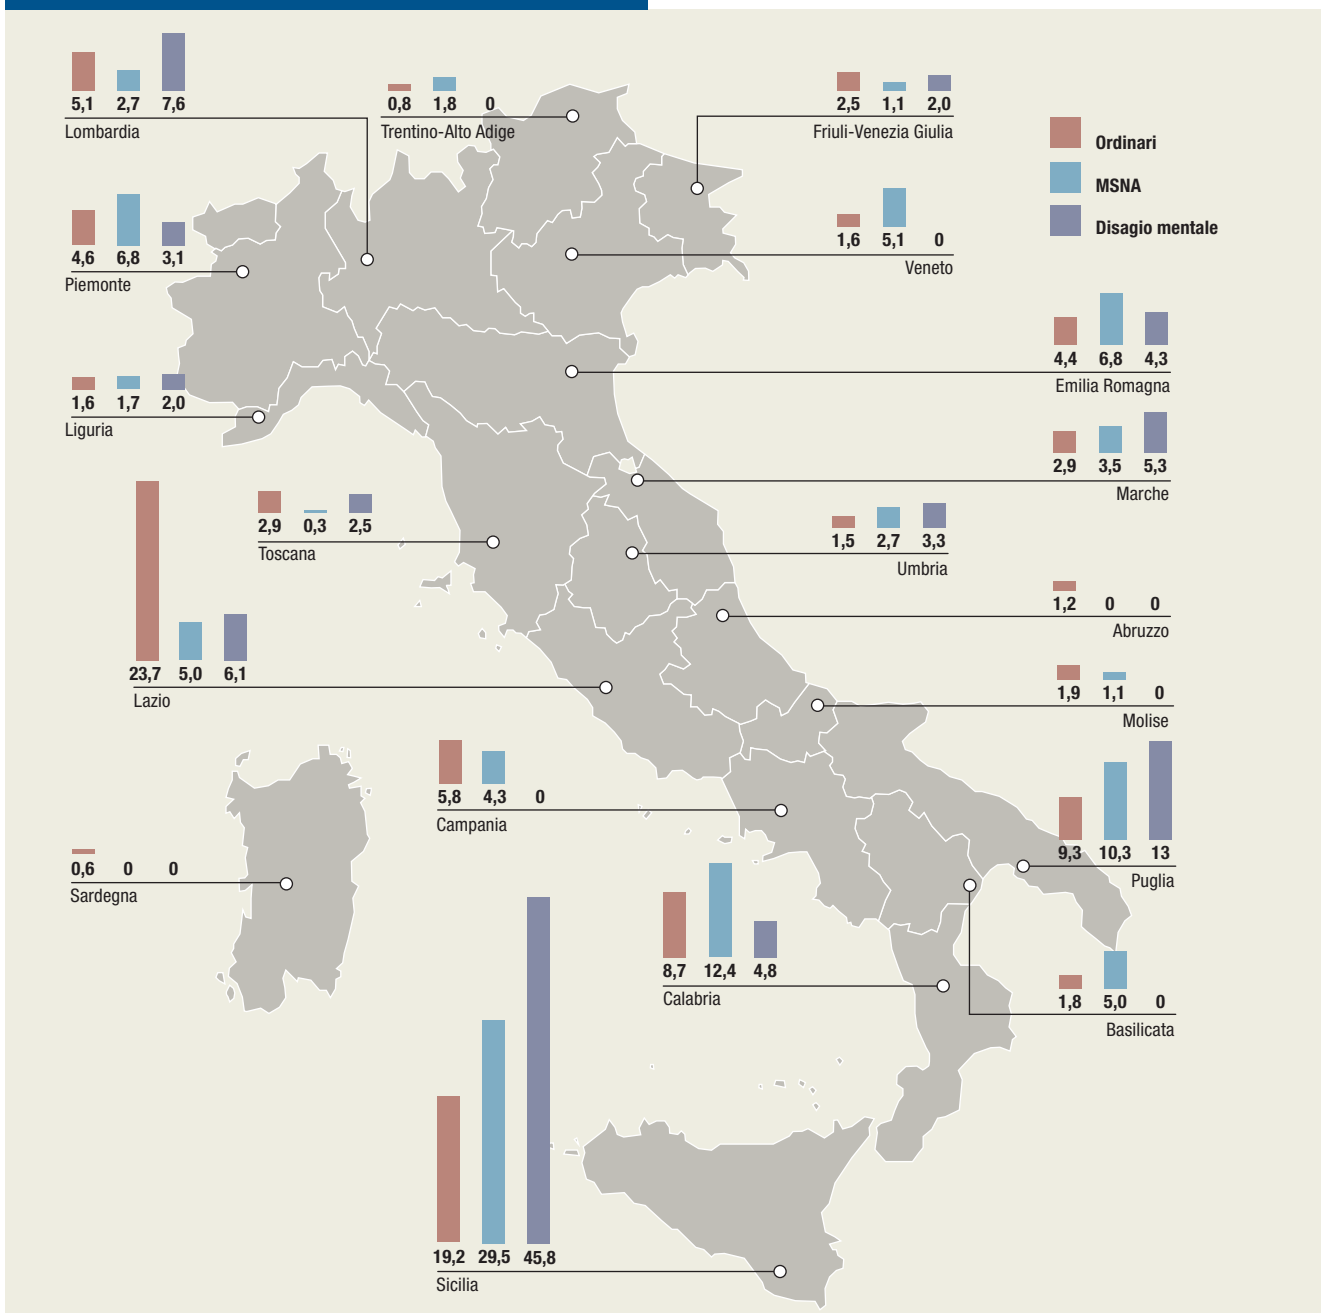 5,1 2,7 7,6
Lombardia
0,8 1,8 0
Trentino-Alto Adige
2,5 1,1 2,0
Friuli-Venezia Giulia
Ordinari
MSNA
Disagio mentale
4,6 6,8 3,1
Piemonte
1,6 5,1 0
Veneto
4,4 6,8 4,3
Emilia Romagna
1,6 1,7 2,0
Liguria
2,9 3,5 5,3
Marche
2,9 0,3 2,5
Toscana
1,5 2,7 3,3
Umbria
1,2 0 0
Abruzzo
23,7 5,0 6,1
Lazio
1,9 1,1 0
Molise
5,8 4,3 0
Campania
9,3 10,3 13
Puglia
0,6 0 0
Sardegna
8,7 12,4 4,8
Calabria
1,8 5,0 0
Basilicata
19,2 29,5 45,8
Sicilia